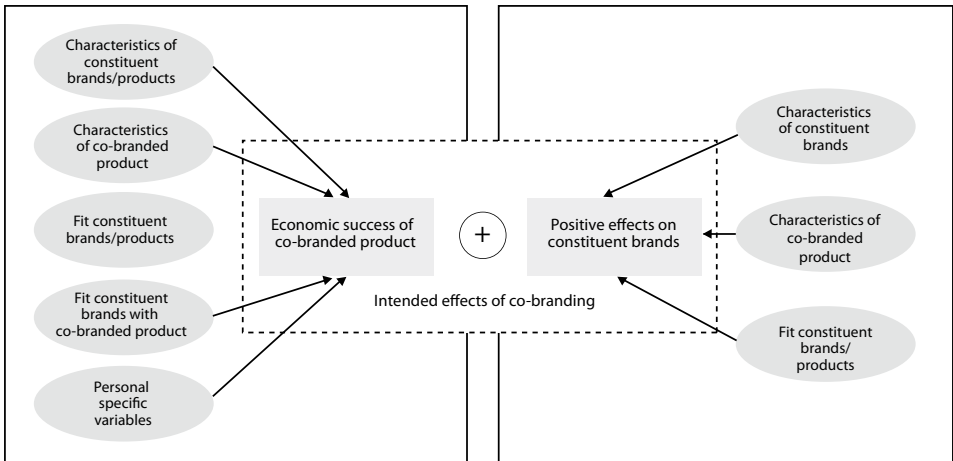 Characteristics of
constituent
brands/products
Characteristics
of co-branded
product
Fit constituent
brands/products
Fit constituent
brands with
co-branded product
Personal
specific
variables
Economic success of
co-branded product
+
Positive effects on
constituent brands
Intended effects of co-branding
Characteristics
of constituent
brands
Characteristics of
co-branded
product
Fit constituent
brands/
products